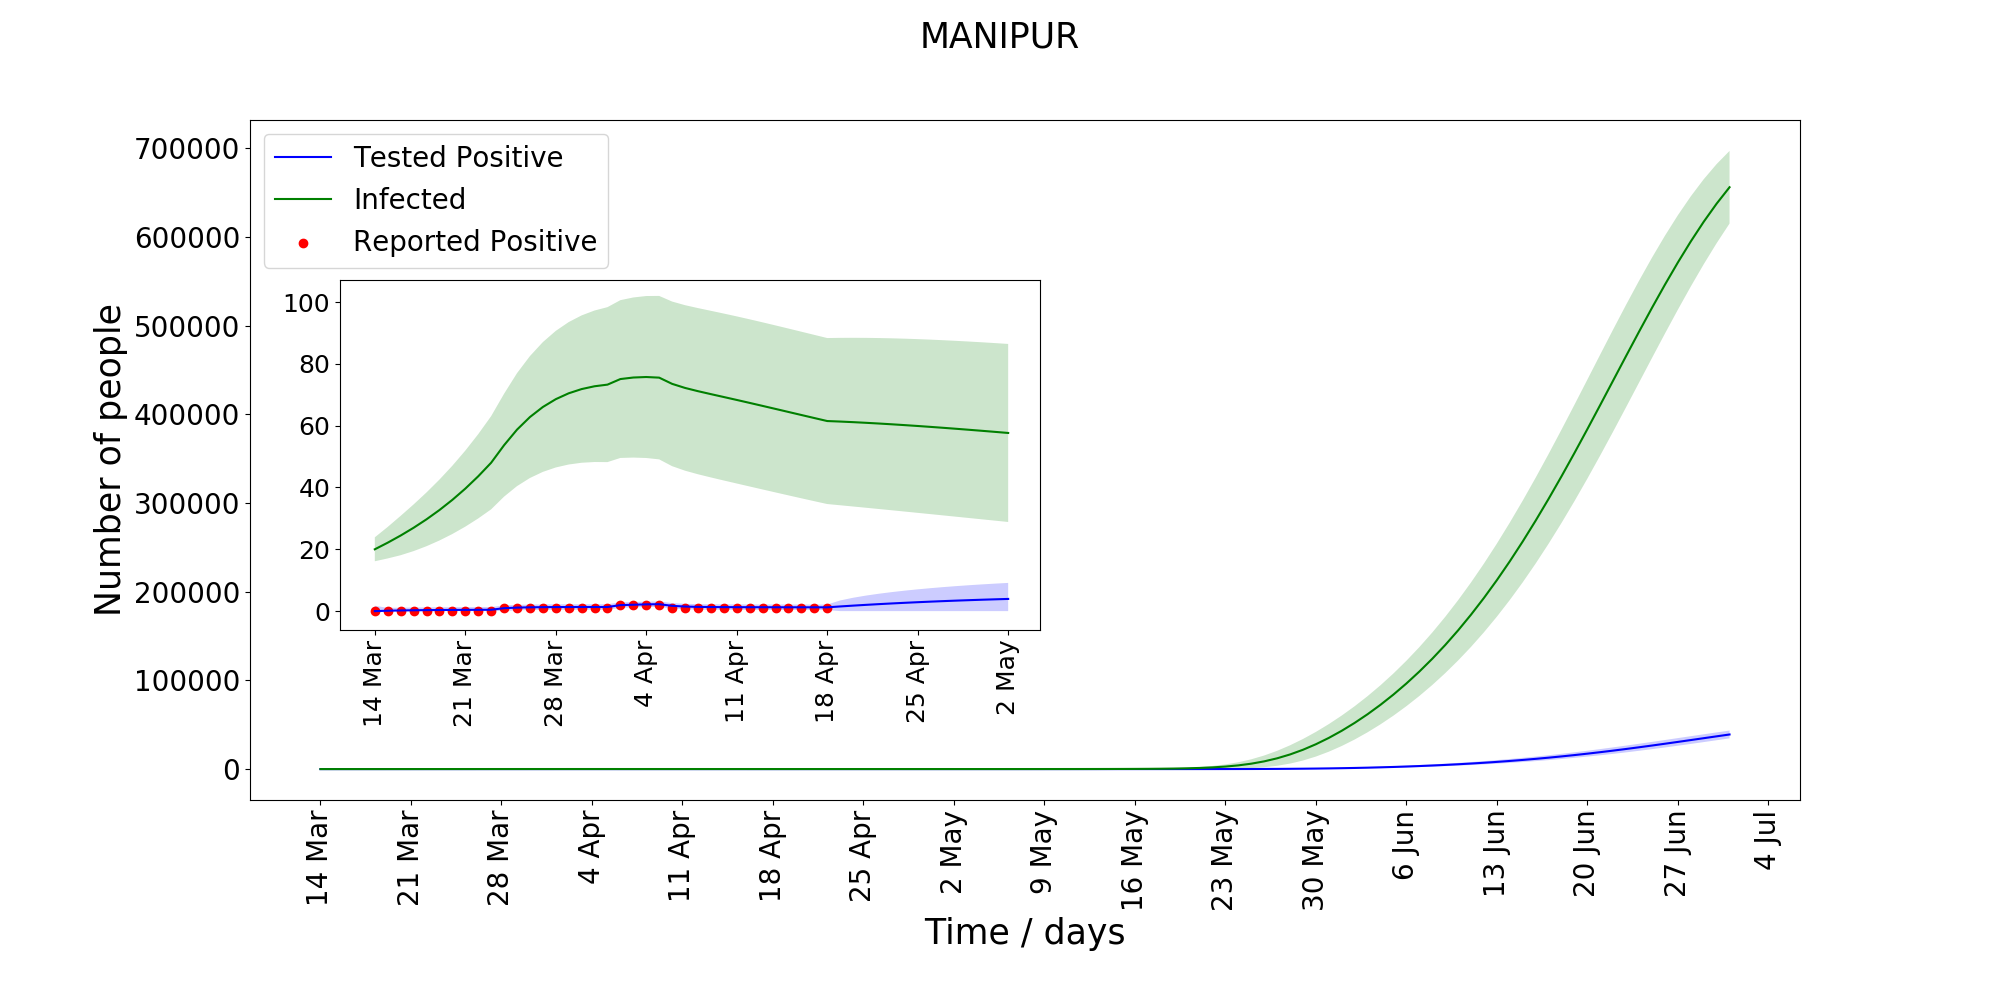 MANIPUR
Number of people
700000
600000
500000
400000
300000
200000
100000
0
Tested Positive
Infected
Reported Positive
100
80
60
40
20
0
14 Mar
21 Mar
28 Mar
4 Apr
11 Apr
18 Apr
25 Apr
2 May
14 Mar
21 Mar
28 Mar
4 Apr
11 Apr
18 Apr
25 Apr
2 May
9 May
16 May
23 May
30 May
6 Jun
13 Jun
20 Jun
27 Jun
4 Jul
Time / days